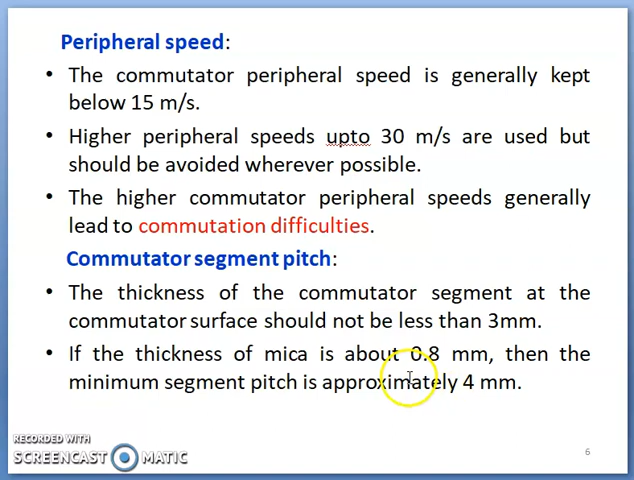 Peripheral speed:
• The commutator peripheral speed is generally kept
below 15 m/s.
• Higher peripheral speeds upto 30 m/s are used but
should be avoided wherever possible.
• The higher commutator peripheral speeds generally
lead to commutation difficulties.
Commutator segment pitch:
• The thickness of the commutator segment at the
commutator surface should not be less than 3mm.
• If the thickness of mica is about 0.8 mm, then the
minimum segment pitch is approximately 4 mm.
RECORDED WITH
SCREENCAST MATIC
6